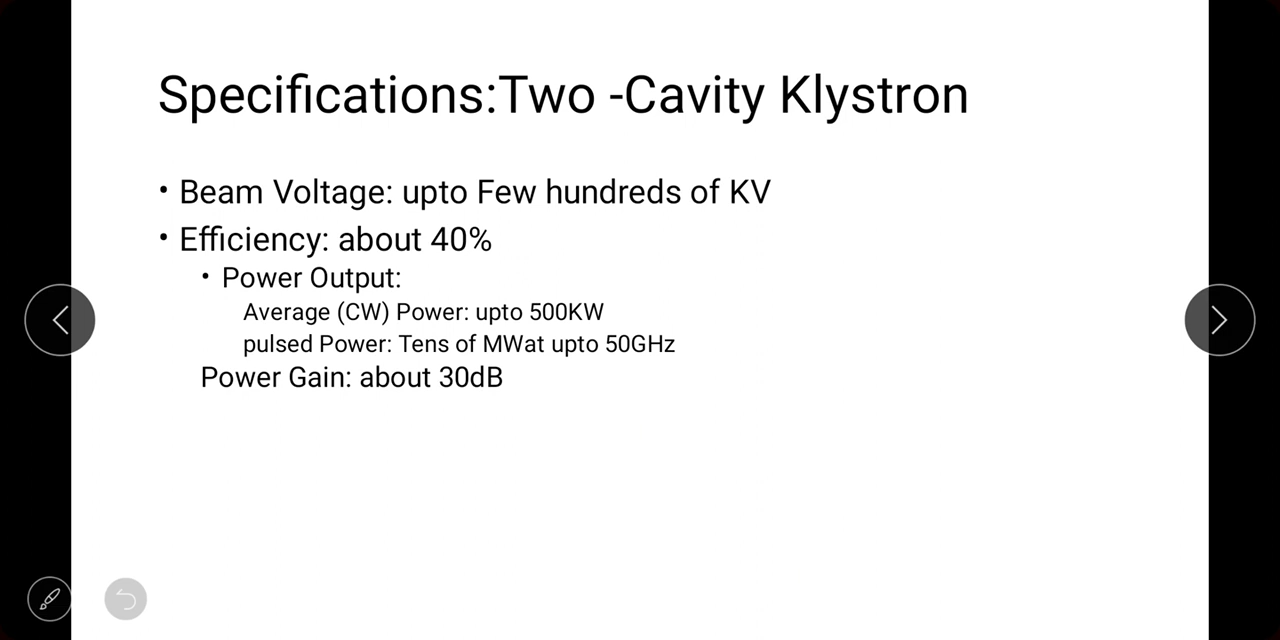 Specifications:Two -Cavity Klystron
• Beam Voltage: upto Few hundreds of KV
• Efficiency: about 40%
• Power Output:
Average (CW) Power: upto 500KW
pulsed Power: Tens of MWat upto 50GHz
Power Gain: about 30dB